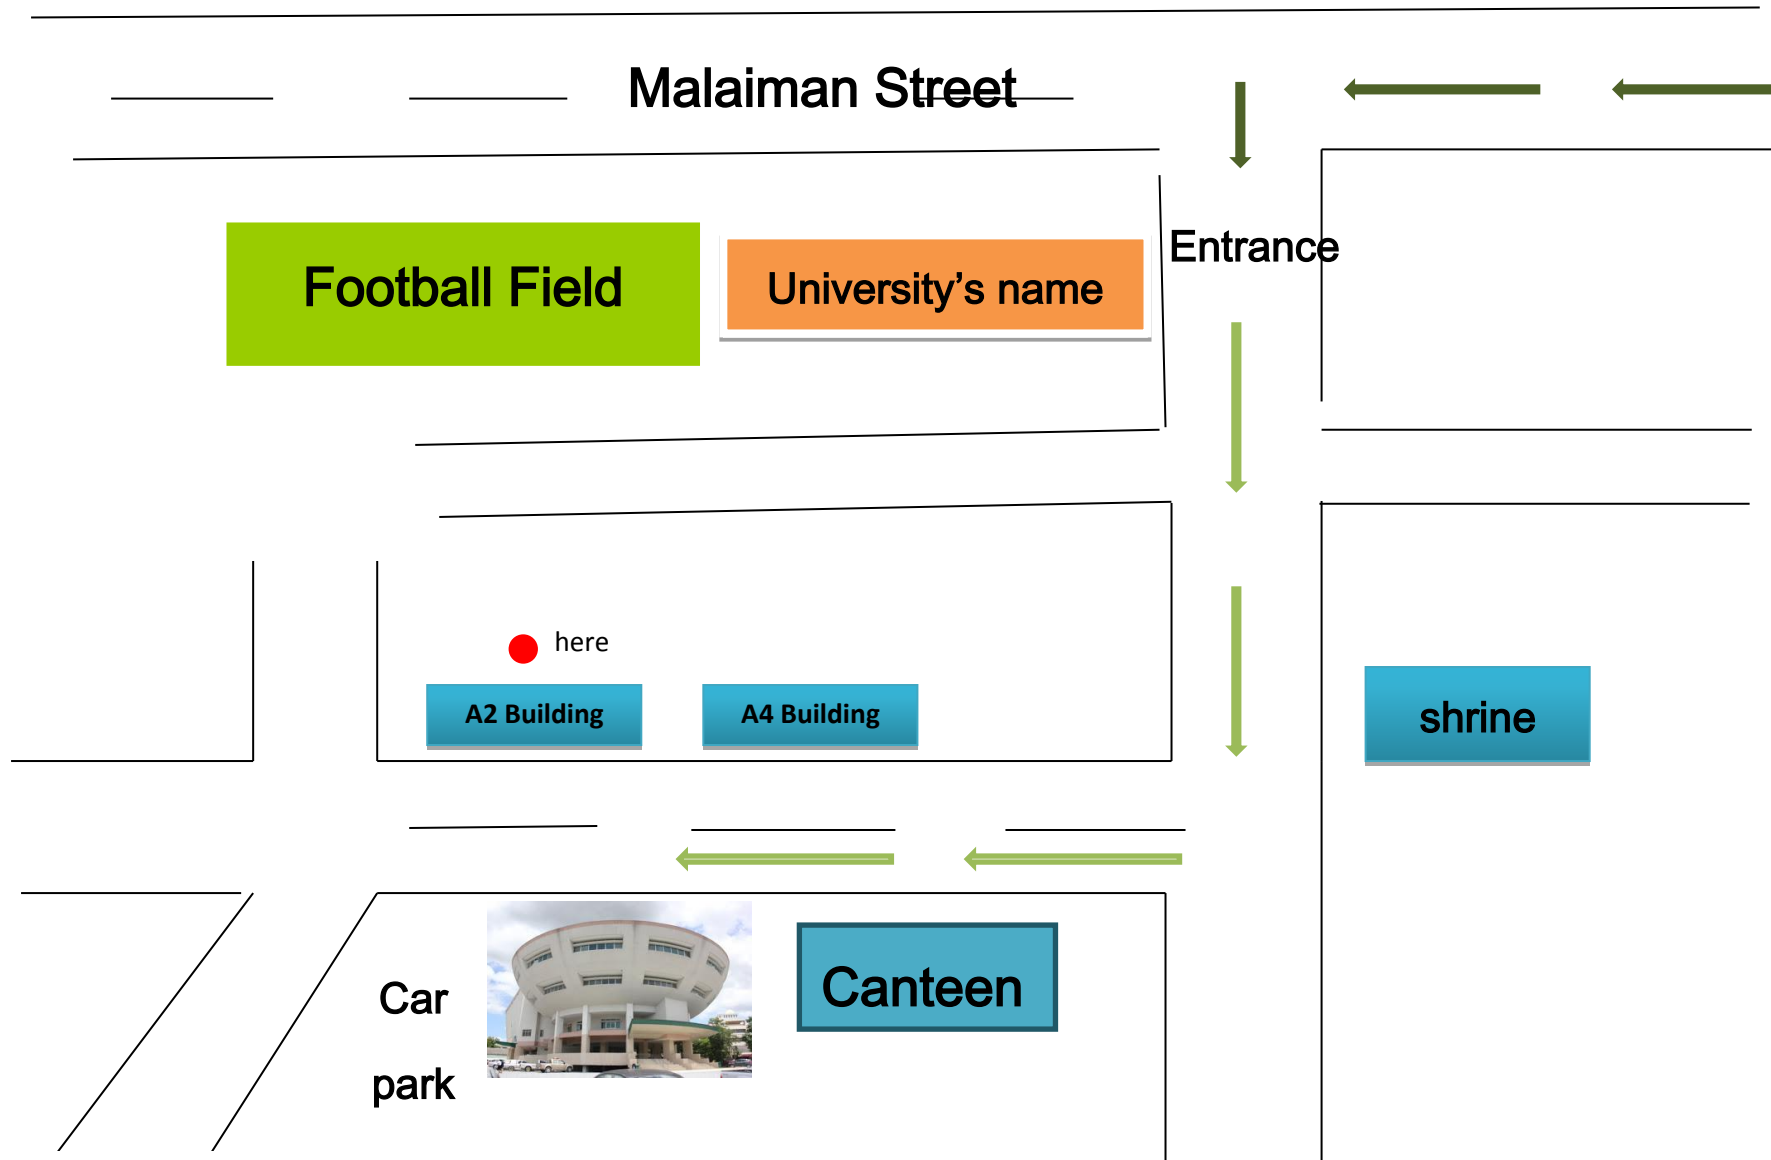 Malaiman Street
Entrance
Football Field
University’s name
here
A2 Building
A4 Building
shrine
Car
park
Canteen